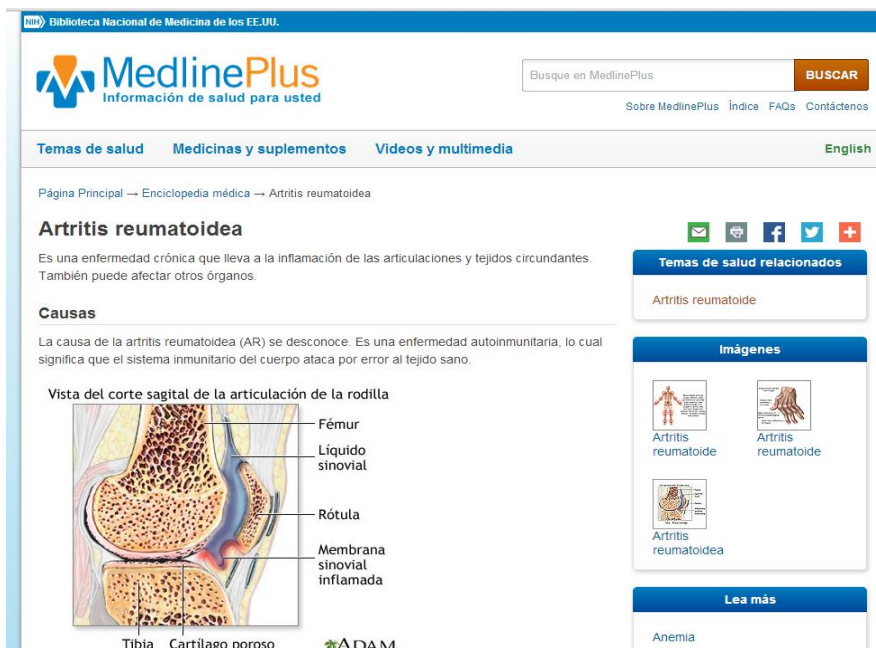 NIH Biblioteca Nacional de Medicina de los EE.UU.
MedlinePlus
Información de salud para usted
Busque en MedlinePlus
BUSCAR
Sobre MedlinePlus Índice FAQs Contáctenos
Temas de salud Medicinas y suplementos Videos y multimedia English
Página Principal → Enciclopedia médica → Artritis reumatoidea
Artritis reumatoidea
Es una enfermedad crónica que lleva a la inflamación de las articulaciones y tejidos circundantes.
También puede afectar otros órganos.
Causas
La causa de la artritis reumatoidea (AR) se desconoce. Es una enfermedad autoinmunitaria, lo cual
significa que el sistema inmunitario del cuerpo ataca por error al tejido sano.
Vista del corte sagital de la articulación de la rodilla
Fémur
Líquido
sinovial
Rótula
Membrana
sinovial
inflamada
Tibia Cartílago poroso
ADAM
Temas de salud relacionados
Artritis reumatoide
Imágenes
Artritis
reumatoide
Artritis
reumatoide
Artritis
reumatoidea
Lea más
Anemia